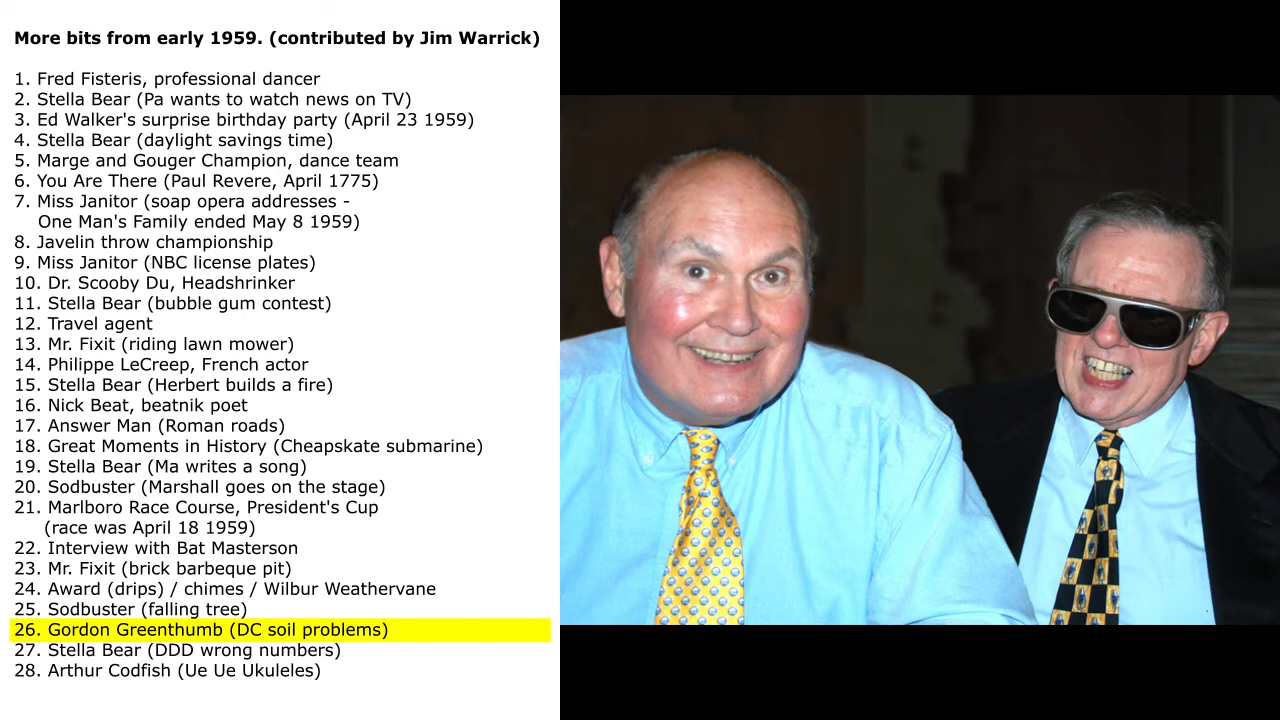 More bits from early 1959. (contributed by Jim Warrick)
1. Fred Fisteris, professional dancer
2. Stella Bear (Pa wants to watch news on TV)
3. Ed Walker's surprise birthday party (April 23 1959)
4. Stella Bear (daylight savings time)
5. Marge and Gouger Champion, dance team
6. You Are There (Paul Revere, April 1775)
7. Miss Janitor (soap opera addresses -
One Man's Family ended May 8 1959)
8. Javelin throw championship
9. Miss Janitor (NBC license plates)
10. Dr. Scooby Du, Headshrinker
11. Stella Bear (bubble gum contest)
12. Travel agent
13. Mr. Fixit (riding lawn mower)
14. Philippe LeCreep, French actor
15. Stella Bear (Herbert builds a fire)
16. Nick Beat, beatnik poet
17. Answer Man (Roman roads)
18. Great Moments in History (Cheapskate submarine)
19. Stella Bear (Ma writes a song)
20. Sodbuster (Marshall goes on the stage)
21. Marlboro Race Course, President's Cup
(race was April 18 1959)
22. Interview with Bat Masterson
23. Mr. Fixit (brick barbeque pit)
24. Award (drips) / chimes / Wilbur Weathervane
25. Sodbuster (falling tree)
26. Gordon Greenthumb (DC soil problems)
27. Stella Bear (DDD wrong numbers)
28. Arthur Codfish (Ue Ue Ukuleles)